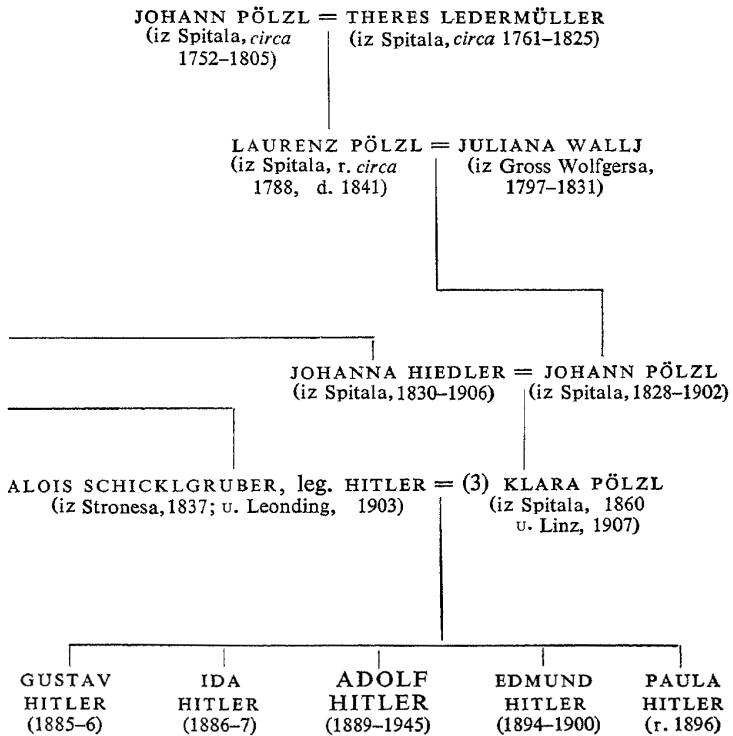 JOHANN PÖLZL = THERES LEDERMÜLLER
(iz Spitala, circa (iz Spitala, circa 1761–1825)
1752–1805)
LAURENZ PÖLZL = JULIANA WALLJ
(iz Spitala, r. circa (iz Gross Wolfgersa,
1788, d. 1841) 1797–1831)
JOHANNA HIEDLER = JOHANN PÖLZL
(iz Spitala, 1830–1906) (iz Spitala, 1828–1902)
ALOIS SCHICKLGRUBER, leg. HITLER = (3) KLARA PÖLZL
(iz Stronesa, 1837; u. Leonding, 1903) (iz Spitala, 1860
u. Linz, 1907)
GUSTAV IDA ADOLF EDMUND PAULA
HITLER HITLER HITLER HITLER HITLER
(1885–6) (1886–7) (1889–1945) (1894–1900) (r. 1896)